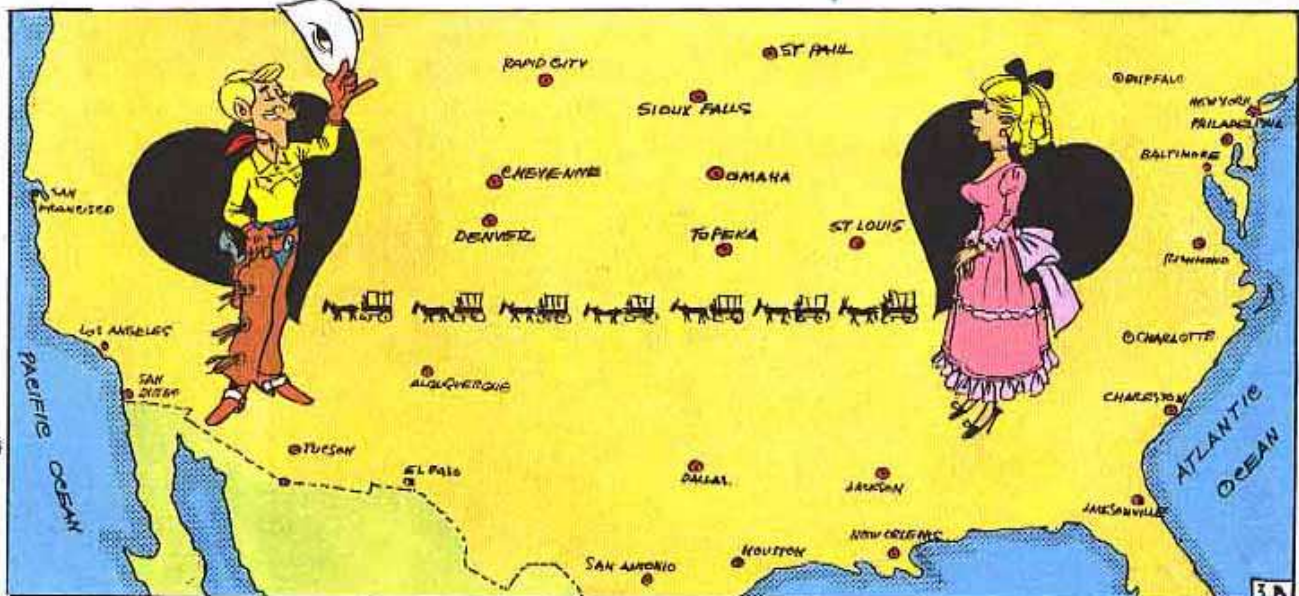 ST PAUL
RAPID CITY
BUFFALO
SIOUX FALLS
NEW YORK
PHILADELPHIA
BALTIMORE
CHEYENNE
OMAHA
SAN
FRANCISCO
DENVER
TOPEKA
ST LOUIS
RICHMOND
LOS ANGELES
CHARLOTTE
ALBUQUERQUE
SAN
DIEGO
CHARLESTON
PACIFIC
OCEAN
ATLANTIC
OCEAN
TUCSON
EL PASO
DALLAS
JACKSON
JACKSONVILLE
NEW ORLEANS
HOUSTON
SAN ANTONIO